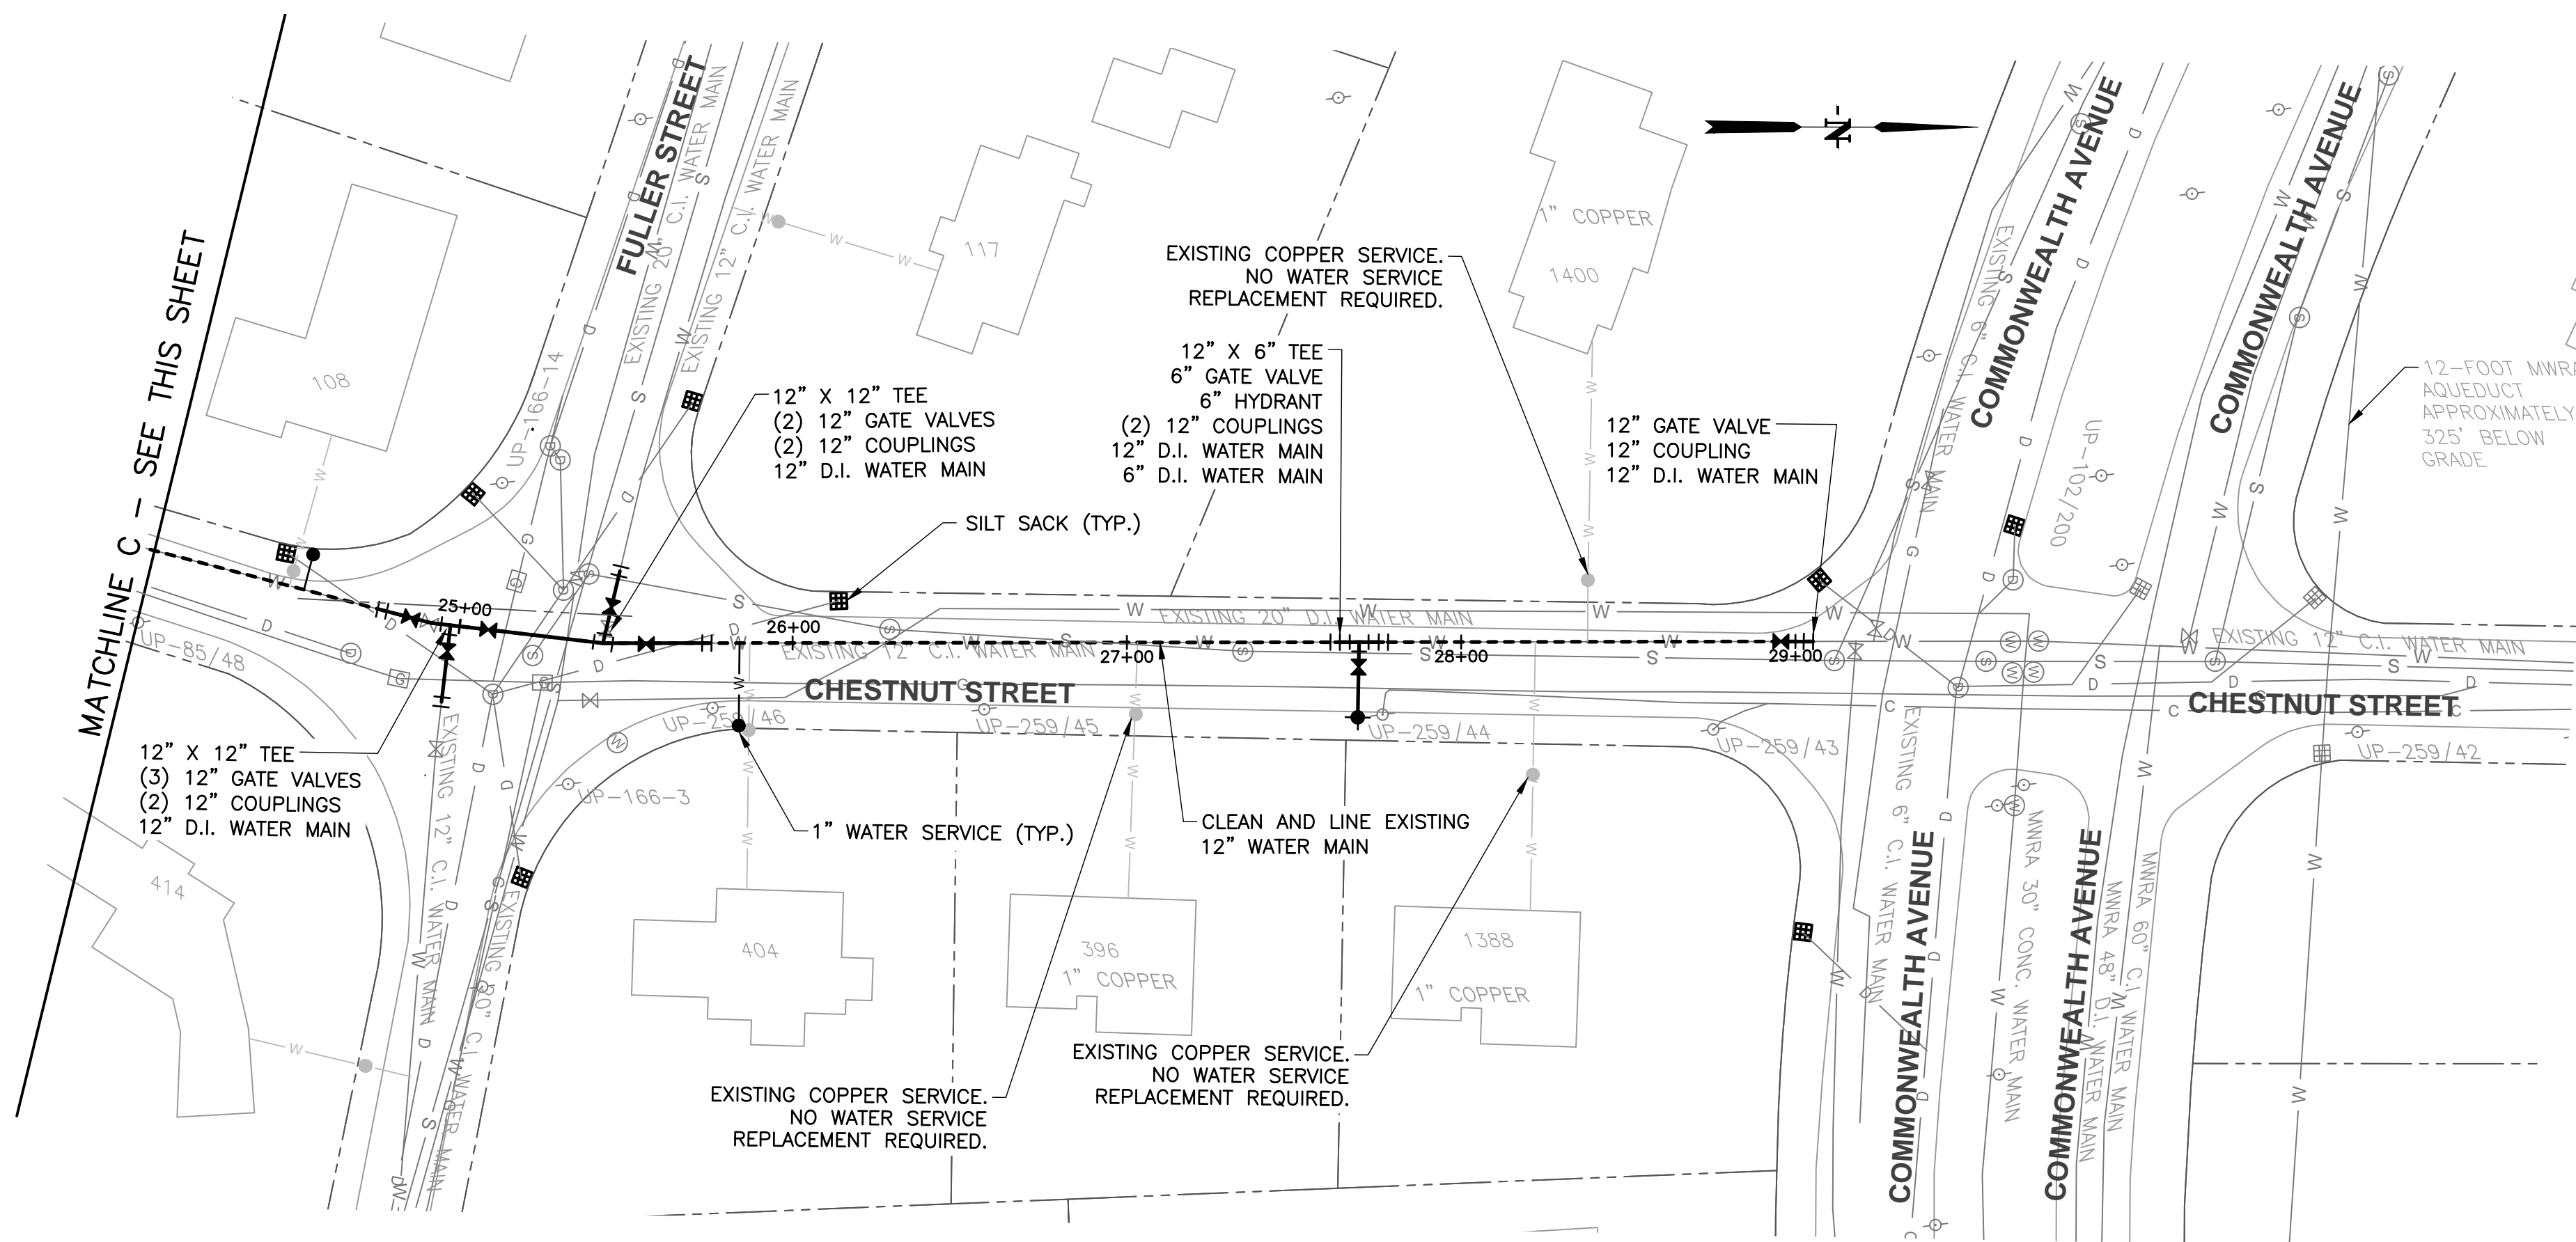 MATCHLINE C – SEE THIS SHEET
108
UP-166-14
FULLER STREET
EXISTING 20" C.I. WATER MAIN
EXISTING 12" C.I. WATER MAIN
117
12" X 12" TEE
(2) 12" GATE VALVES
(2) 12" COUPLINGS
12" D.I. WATER MAIN
SILT SACK (TYP.)
EXISTING COPPER SERVICE.
NO WATER SERVICE
REPLACEMENT REQUIRED.
12" X 6" TEE
6" GATE VALVE
6" HYDRANT
(2) 12" COUPLINGS
12" D.I. WATER MAIN
6" D.I. WATER MAIN
1" COPPER
1400
12" GATE VALVE
12" COUPLING
12" D.I. WATER MAIN
N
EXISTING 6" C.I. WATER MAIN
COMMONWEALTH AVENUE
UP-102/200
COMMONWEALTH AVENUE
12-FOOT MWRA
AQUEDUCT
APPROXIMATELY
325' BELOW
GRADE
25+00
26+00
27+00
28+00
29+00
EXISTING 20" D.I. WATER MAIN
EXISTING 12" C.I. WATER MAIN
EXISTING 12" C.I. WATER MAIN
CHESTNUT STREET
CHESTNUT STREET
UP-85/48
UP-259/46
UP-259/45
UP-259/44
UP-259/43
UP-259/42
UP-166-3
12" X 12" TEE
(3) 12" GATE VALVES
(2) 12" COUPLINGS
12" D.I. WATER MAIN
414
EXISTING 12" C.I. WATER MAIN
EXISTING 20" C.I. WATER MAIN
1" WATER SERVICE (TYP.)
CLEAN AND LINE EXISTING
12" WATER MAIN
404
396
1" COPPER
1388
1" COPPER
EXISTING COPPER SERVICE.
NO WATER SERVICE
REPLACEMENT REQUIRED.
EXISTING COPPER SERVICE.
NO WATER SERVICE
REPLACEMENT REQUIRED.
EXISTING 6" C.I. WATER MAIN
COMMONWEALTH AVENUE
MWRA 30" CONC. WATER MAIN
COMMONWEALTH AVENUE
MWRA 48" D.I. WATER MAIN
MWRA 60" C.I. WATER MAIN